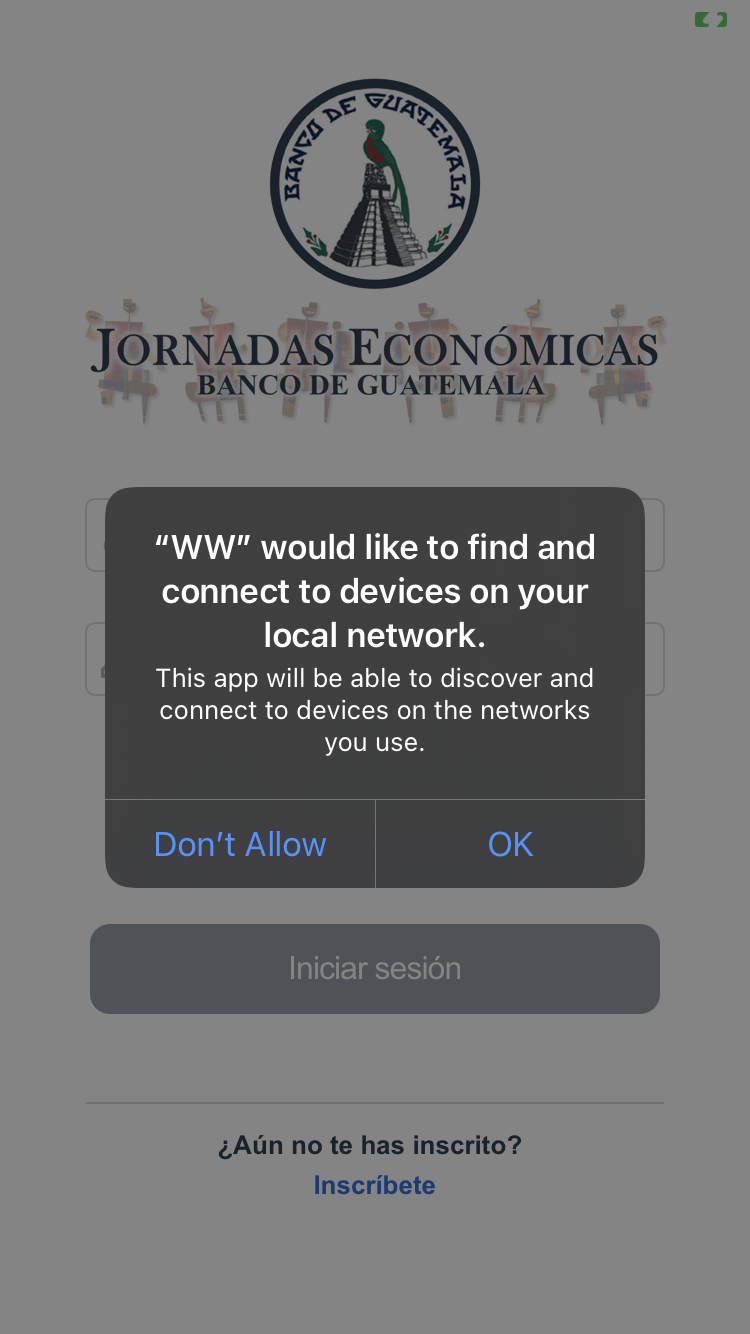 BANCO DE GUATEMALA
JORNADAS ECONÓMICAS
BANCO DE GUATEMALA
“WW” would like to find and
connect to devices on your
local network.
This app will be able to discover and
connect to devices on the networks
you use.
Don’t Allow
OK
Iniciar sesión
¿Aún no te has inscrito?
Inscríbete